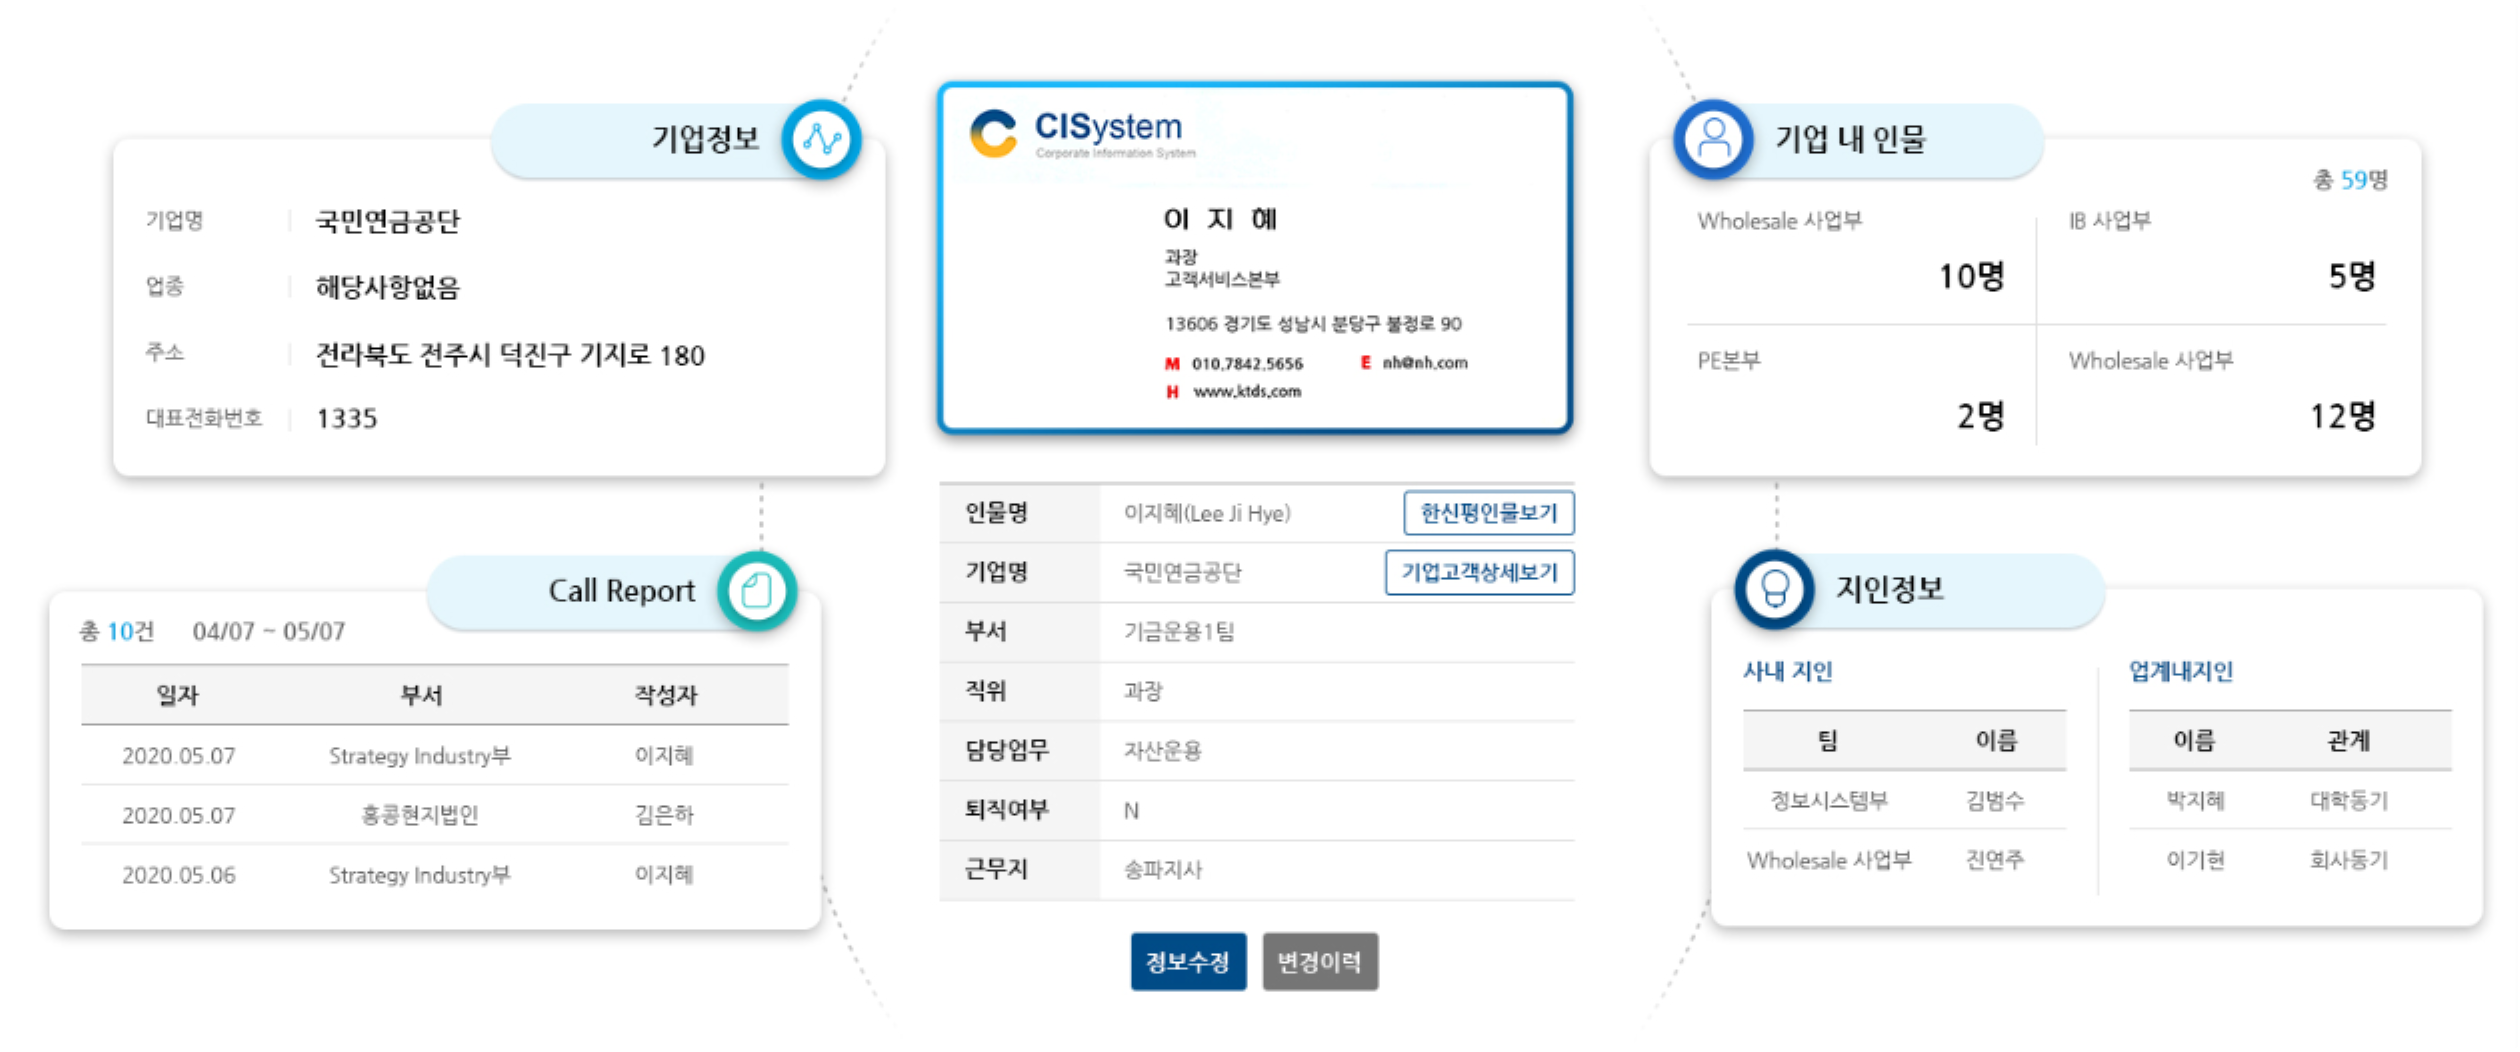 기업정보
기업명 국민연금공단
업종 해당사항없음
주소 전라북도 전주시 덕진구 기지로 180
대표전화번호 1335
Call Report
총 10건 04/07 ~ 05/07
일자 부서 작성자
2020.05.07 Strategy Industry부 이지혜
2020.05.07 홍콩현지법인 김은하
2020.05.06 Strategy Industry부 이지혜
CISystem
Corporate Information System
이 지 혜
과장
고객서비스본부
13606 경기도 성남시 분당구 불정로 90
M 010.7842.5656 E nh@nh.com
H www.ktds.com
인물명 이지혜(Lee Ji Hye) 한신평인물보기
기업명 국민연금공단 기업고객상세보기
부서 기금운용1팀
직위 과장
담당업무 자산운용
퇴직여부 N
근무지 송파지사
정보수정 변경이력
기업 내 인물
총 59명
Wholesale 사업부 IB 사업부
10명 5명
PE본부 Wholesale 사업부
2명 12명
지인정보
사내 지인 업계내지인
팀 이름 이름 관계
정보시스템부 김범수 박지혜 대학동기
Wholesale 사업부 진연주 이기현 회사동기